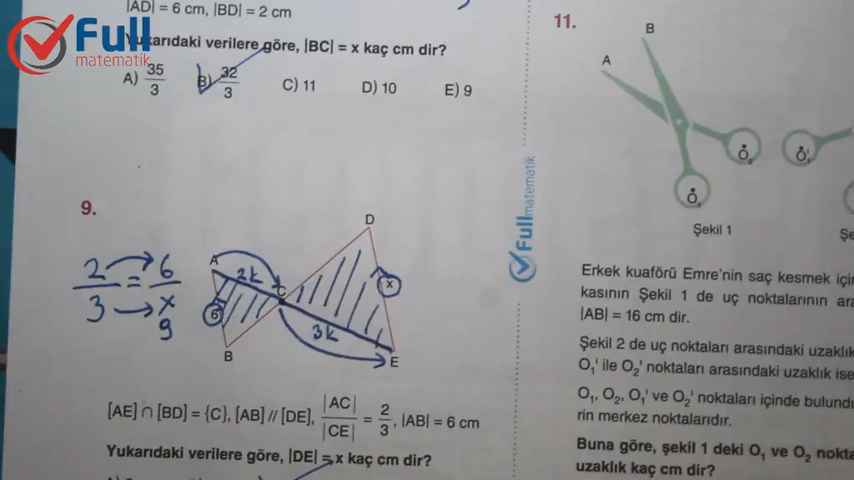 |AD| = 6 cm, |BD| = 2 cm
Full
matematik
Yukarıdaki verilere göre, |BC| = x kaç cm dir?
A) 35/3 B) 32/3 C) 11 D) 10 E) 9
9.
2/3 = 6/x
9
A
2k
C
D
x
6
3k
B
E
[AE] ∩ [BD] = {C}, [AB] // [DE], |AC|/|CE| = 2/3, |AB| = 6 cm
Yukarıdaki verilere göre, |DE| = x kaç cm dir?
Fullmatematik
11.
A
B
O₁
O₂
O₁'
Şekil 1
Erkek kuaförü Emre'nin saç kesmek için
kasının Şekil 1 de uç noktalarının
|AB| = 16 cm dir.
Şekil 2 de uç noktaları arasındaki uzaklık
O₁' ile O₂' noktaları arasındaki uzaklık ise
O₁, O₂, O₁' ve O₂' noktaları içinde
rin merkez noktalarıdır.
Buna göre, şekil 1 deki O₁ ve O₂
uzaklık kaç cm dir?